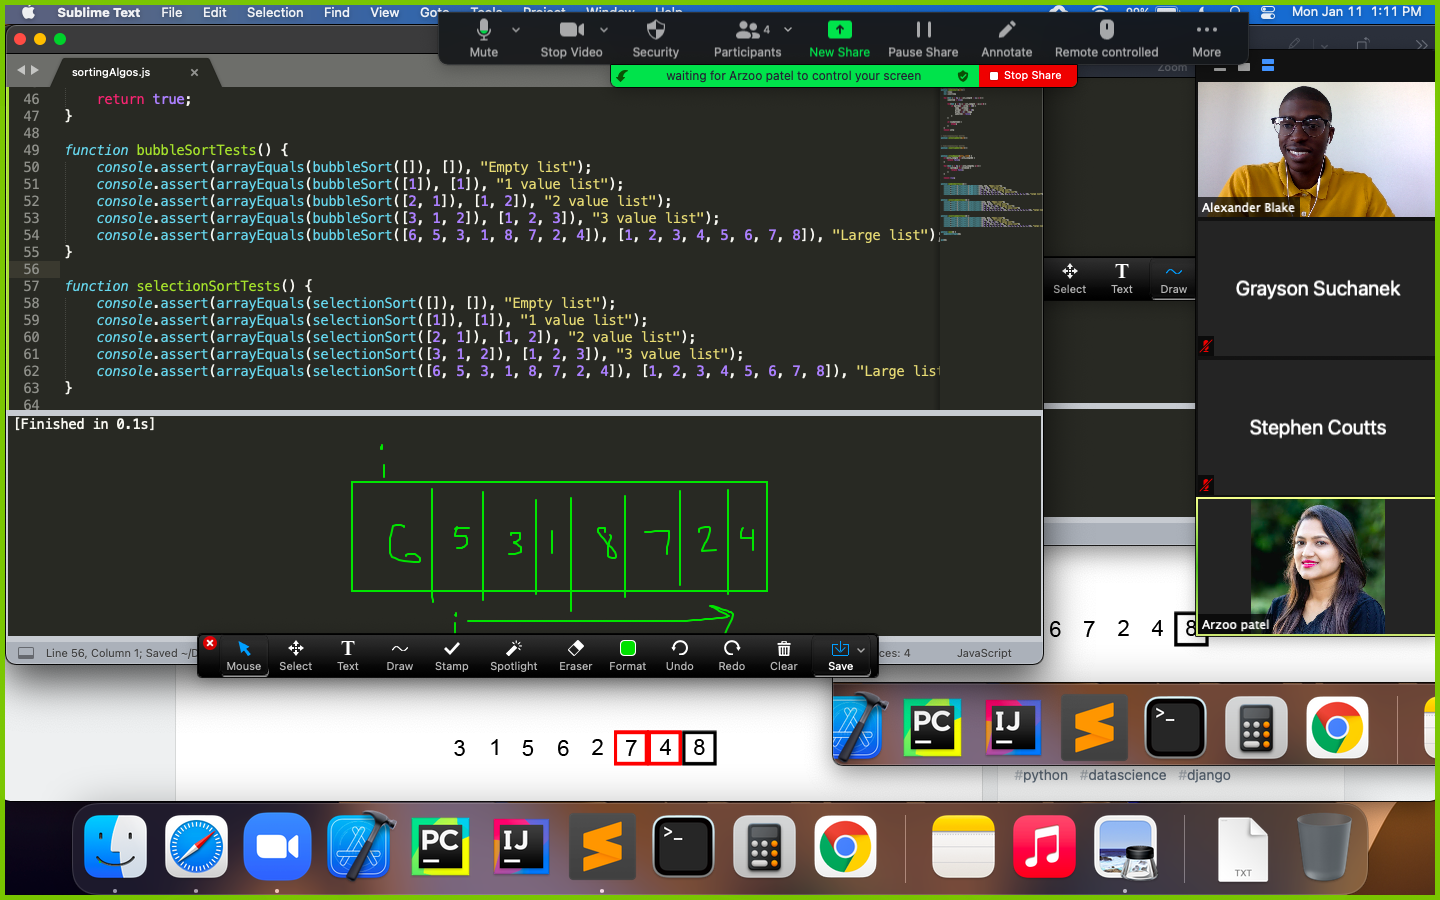 Sublime Text File Edit Selection Find View Mon Jan 11 1:11 PM
Mute Stop Video Security Participants 4 New Share Pause Share Annotate Remote controlled More
waiting for Arzoo patel to control your screen Stop Share
Zoom
sortingAlgos.js
46 return true;
47 }
48
49 function bubbleSortTests() {
50 console.assert(arrayEquals(bubbleSort([]), []), "Empty list");
51 console.assert(arrayEquals(bubbleSort([1]), [1]), "1 value list");
52 console.assert(arrayEquals(bubbleSort([2, 1]), [1, 2]), "2 value list");
53 console.assert(arrayEquals(bubbleSort([3, 1, 2]), [1, 2, 3]), "3 value list");
54 console.assert(arrayEquals(bubbleSort([6, 5, 3, 1, 8, 7, 2, 4]), [1, 2, 3, 4, 5, 6, 7, 8]), "Large list")
55 }
56
57 function selectionSortTests() {
58 console.assert(arrayEquals(selectionSort([]), []), "Empty list");
59 console.assert(arrayEquals(selectionSort([1]), [1]), "1 value list");
60 console.assert(arrayEquals(selectionSort([2, 1]), [1, 2]), "2 value list");
61 console.assert(arrayEquals(selectionSort([3, 1, 2]), [1, 2, 3]), "3 value list");
62 console.assert(arrayEquals(selectionSort([6, 5, 3, 1, 8, 7, 2, 4]), [1, 2, 3, 4, 5, 6, 7, 8]), "Large list
63 }
64
[Finished in 0.1s]
i
6 5 3 1 8 7 2 4
i
Select Text Draw
Alexander Blake
Grayson Suchanek
Stephen Coutts
Arzoo patel
6 7 2 4 8
Line 56, Column 1; Saved ~/D
Mouse Select Text Draw Stamp Spotlight Eraser Format Undo Redo Clear Save
ces: 4 JavaScript
3 1 5 6 2 7 4 8
PC IJ >_
#python #datascience #django
PC IJ >_ TXT